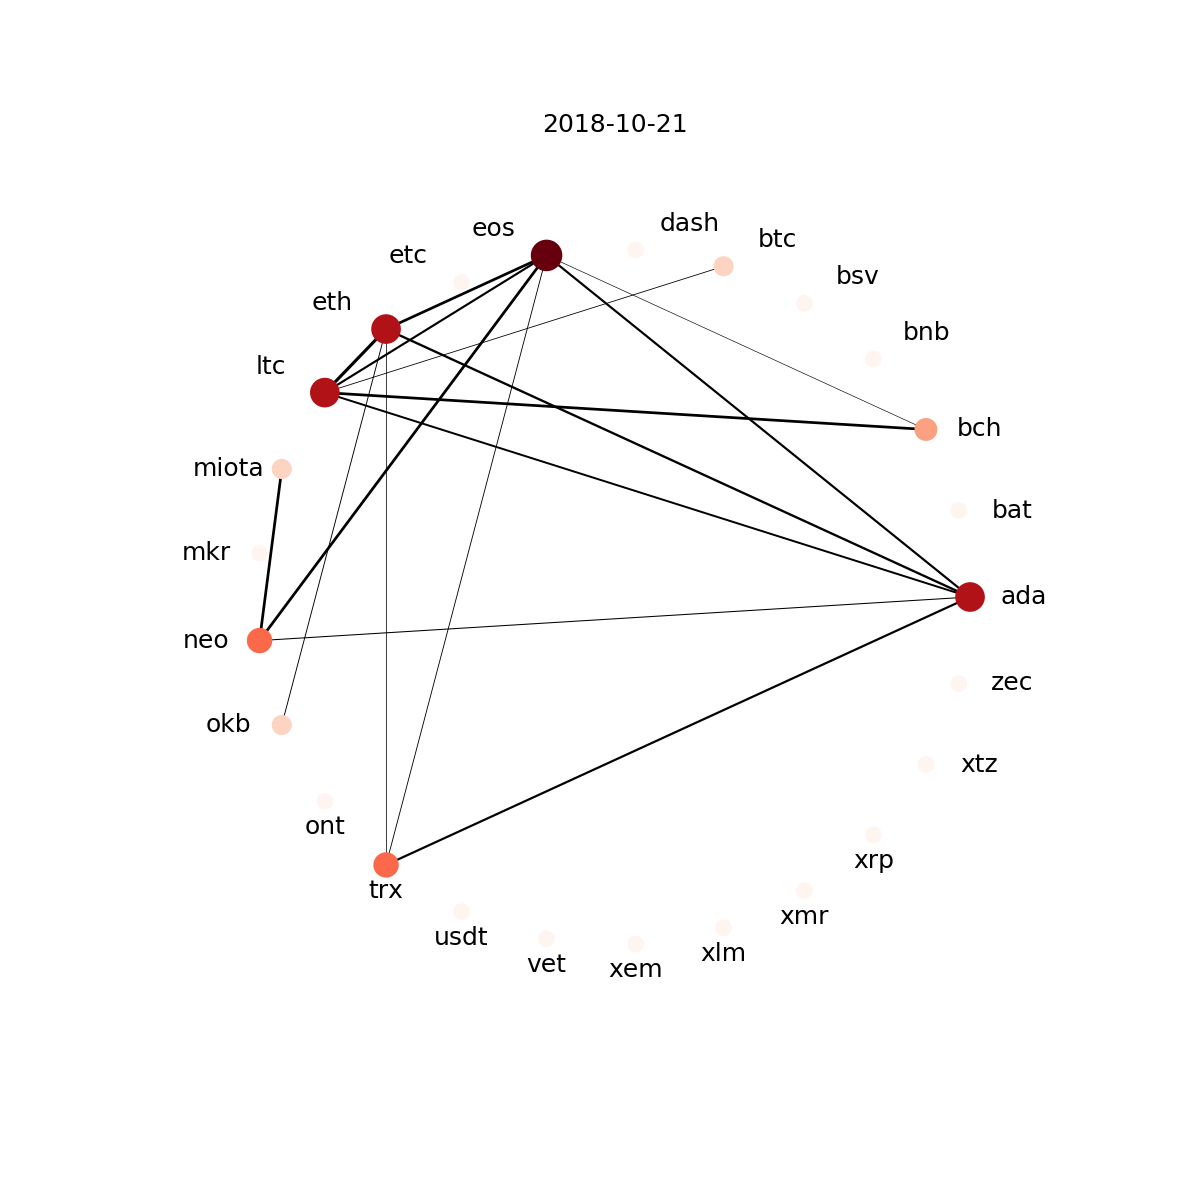 2018-10-21
dash
eos
btc
etc
bsv
eth
bnb
ltc
bch
miota
bat
mkr
ada
neo
zec
okb
xtz
ont
xrp
trx
xmr
usdt
xlm
vet
xem